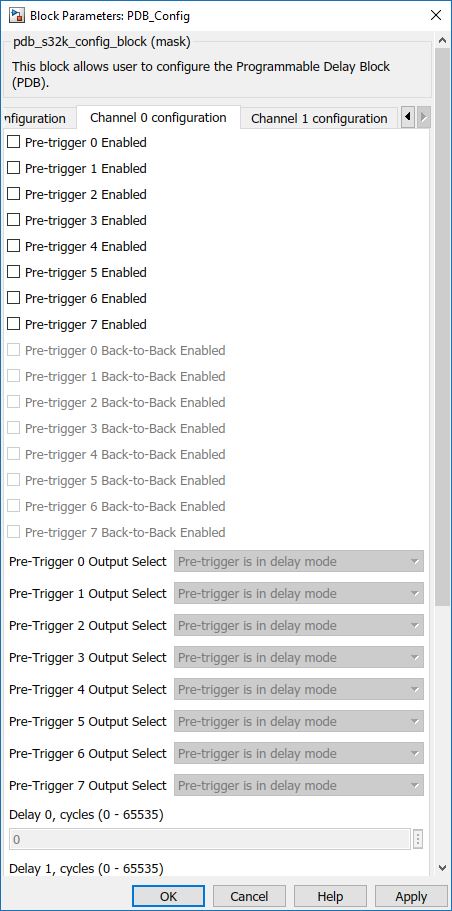 Block Parameters: PDB_Config
pdb_s32k_config_block (mask)
This block allows user to configure the Programmable Delay Block
(PDB).
nfiguration
Channel 0 configuration
Channel 1 configuration
Pre-trigger 0 Enabled
Pre-trigger 1 Enabled
Pre-trigger 2 Enabled
Pre-trigger 3 Enabled
Pre-trigger 4 Enabled
Pre-trigger 5 Enabled
Pre-trigger 6 Enabled
Pre-trigger 7 Enabled
Pre-trigger 0 Back-to-Back Enabled
Pre-trigger 1 Back-to-Back Enabled
Pre-trigger 2 Back-to-Back Enabled
Pre-trigger 3 Back-to-Back Enabled
Pre-trigger 4 Back-to-Back Enabled
Pre-trigger 5 Back-to-Back Enabled
Pre-trigger 6 Back-to-Back Enabled
Pre-trigger 7 Back-to-Back Enabled
Pre-Trigger 0 Output Select Pre-trigger is in delay mode
Pre-Trigger 1 Output Select Pre-trigger is in delay mode
Pre-Trigger 2 Output Select Pre-trigger is in delay mode
Pre-Trigger 3 Output Select Pre-trigger is in delay mode
Pre-Trigger 4 Output Select Pre-trigger is in delay mode
Pre-Trigger 5 Output Select Pre-trigger is in delay mode
Pre-Trigger 6 Output Select Pre-trigger is in delay mode
Pre-Trigger 7 Output Select Pre-trigger is in delay mode
Delay 0, cycles (0 - 65535)
0
Delay 1, cycles (0 - 65535)
OK Cancel Help Apply